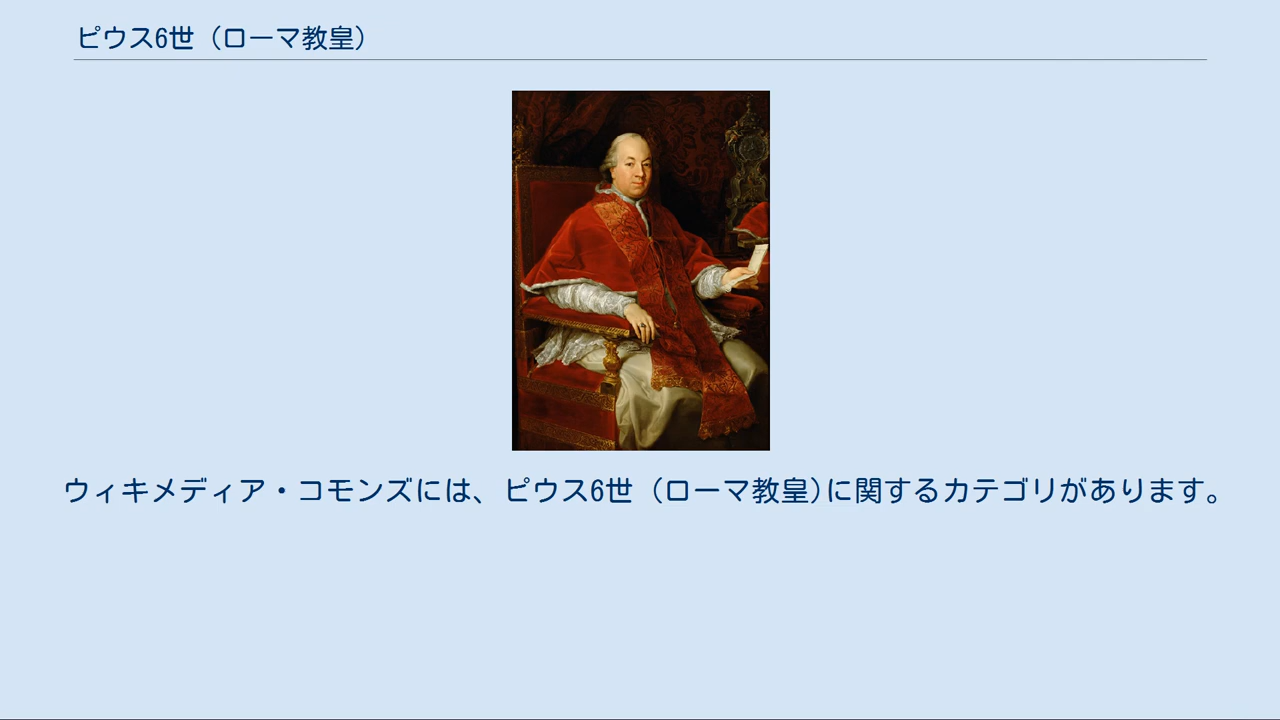 ピウス6世（ローマ教皇）
ウィキメディア・コモンズには、ピウス6世（ローマ教皇)に関するカテゴリがあります。